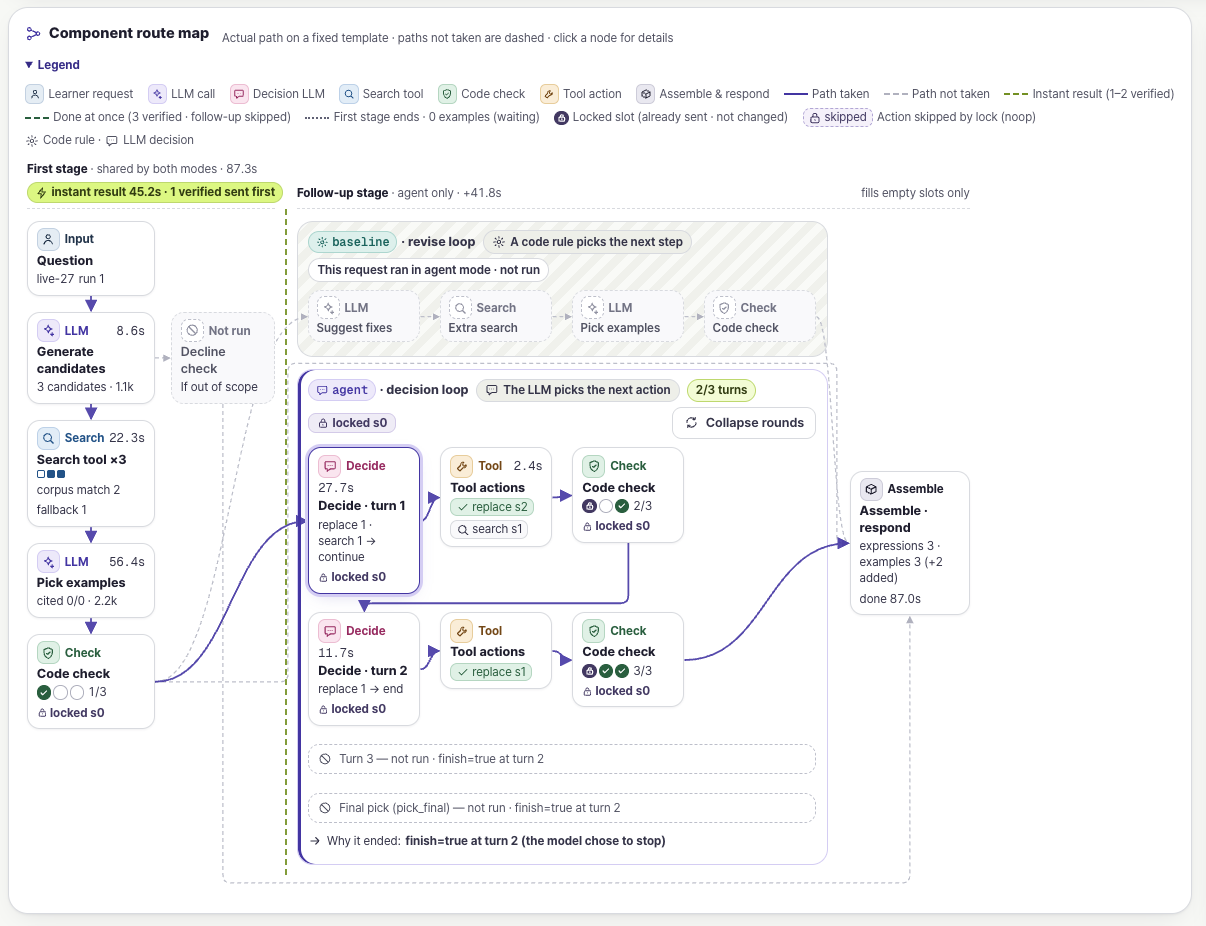 Component route map
Actual path on a fixed template · paths not taken are dashed · click a node for details
▼ Legend
Learner request
LLM call
Decision LLM
Search tool
Code check
Tool action
Assemble & respond
Path taken
Path not taken
Instant result (1–2 verified)
Done at once (3 verified · follow-up skipped)
First stage ends · 0 examples (waiting)
Locked slot (already sent · not changed)
skipped
Action skipped by lock (noop)
Code rule ·
LLM decision
First stage · shared by both modes · 87.3s
instant result 45.2s · 1 verified sent first
Follow-up stage · agent only · +41.8s
fills empty slots only
Input
Question
live-27 run 1
LLM 8.6s
Generate
candidates
3 candidates · 1.1k
Not run
Decline
check
If out of scope
Search 22.3s
Search tool ×3
corpus match 2
fallback 1
LLM 56.4s
Pick examples
cited 0/0 · 2.2k
Check
Code check
1/3
locked s0
baseline · revise loop
A code rule picks the next step
This request ran in agent mode · not run
LLM
Suggest fixes
Search
Extra search
LLM
Pick examples
Check
Code check
agent · decision loop
The LLM picks the next action
2/3 turns
locked s0
Collapse rounds
Decide
27.7s
Decide · turn 1
replace 1 ·
search 1 →
continue
locked s0
Tool 2.4s
Tool actions
replace s2
search s1
Check
Code check
2/3
locked s0
Decide
11.7s
Decide · turn 2
replace 1 → end
locked s0
Tool
Tool actions
replace s1
Check
Code check
3/3
locked s0
Turn 3 — not run · finish=true at turn 2
Final pick (pick_final) — not run · finish=true at turn 2
→ Why it ended: finish=true at turn 2 (the model chose to stop)
Assemble
Assemble ·
respond
expressions 3 ·
examples 3 (+2
added)
done 87.0s